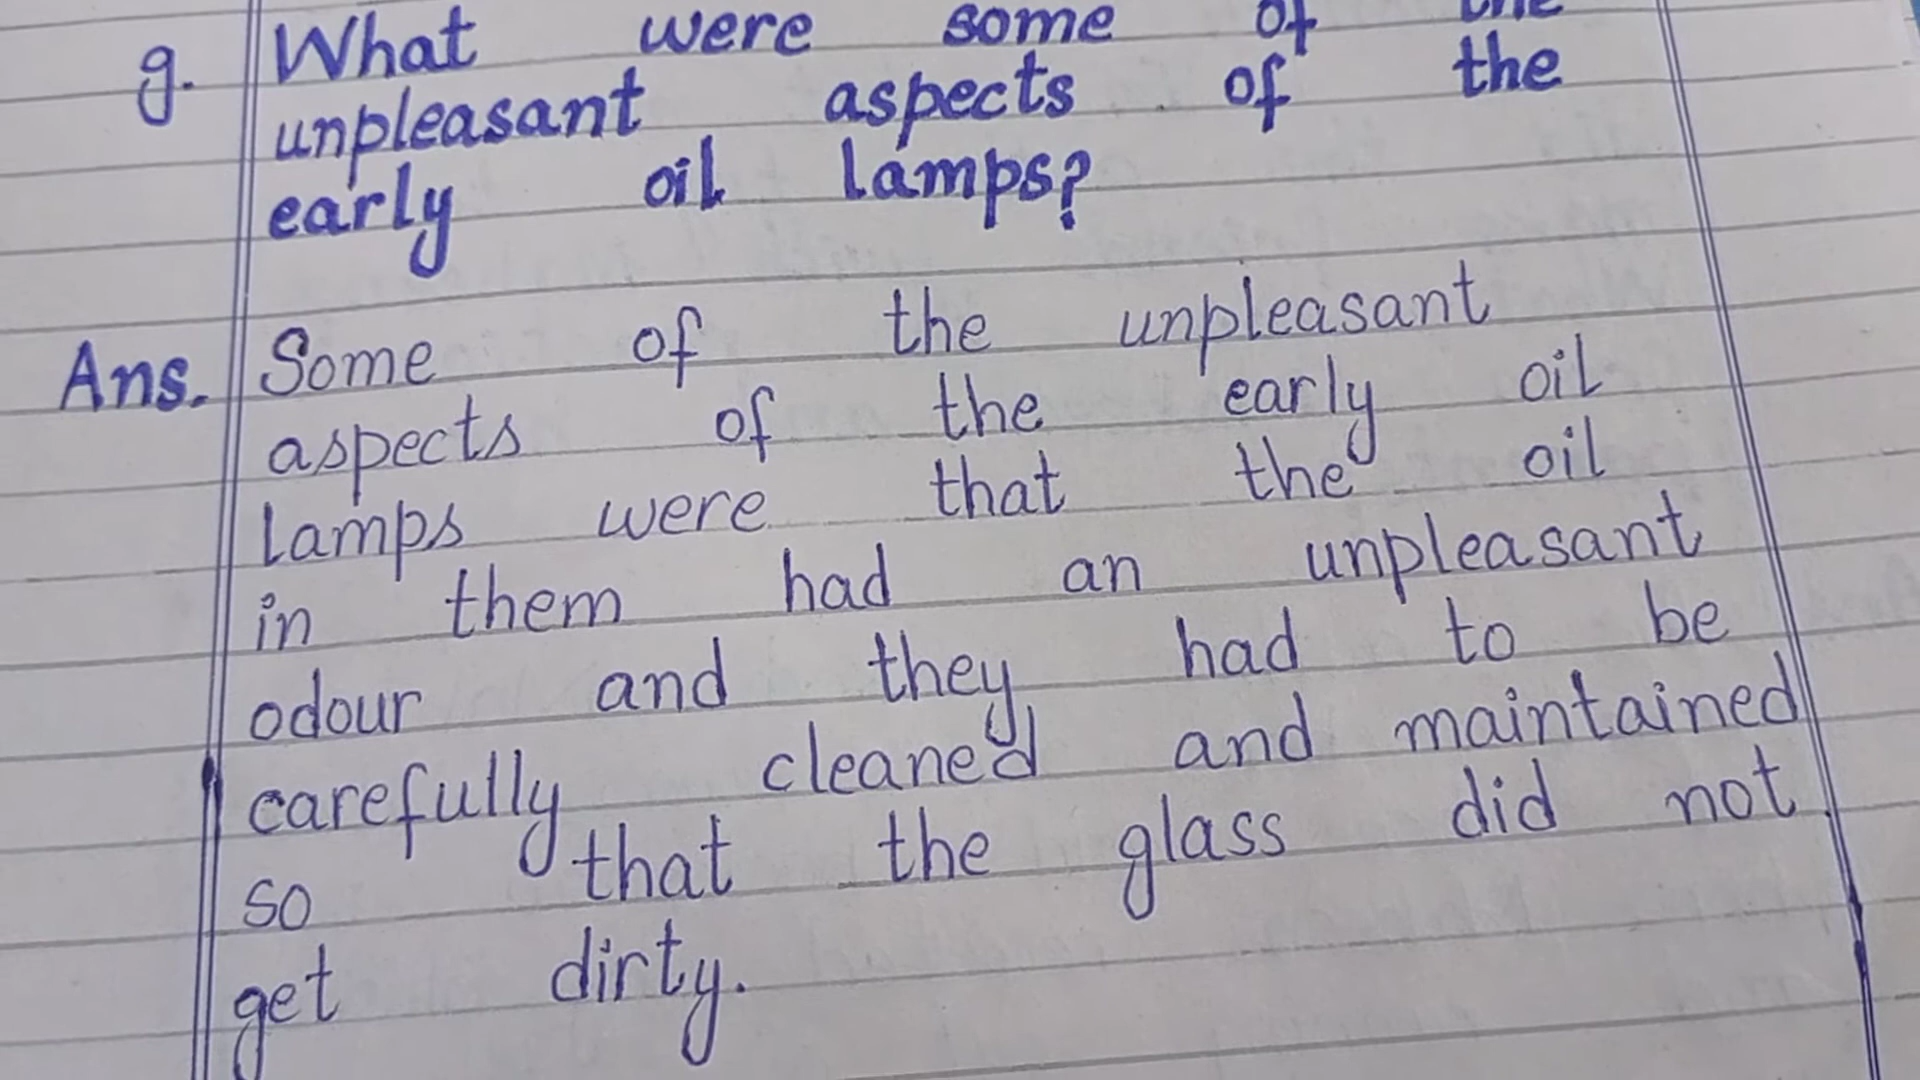 g. What were some of the
unpleasant aspects of the
early oil lamps?
Ans. Some of the unpleasant
aspects of the early oil
lamps were that the oil
in them had an unpleasant
odour and they had to be
carefully cleaned and maintained
so that the glass did not
get dirty.